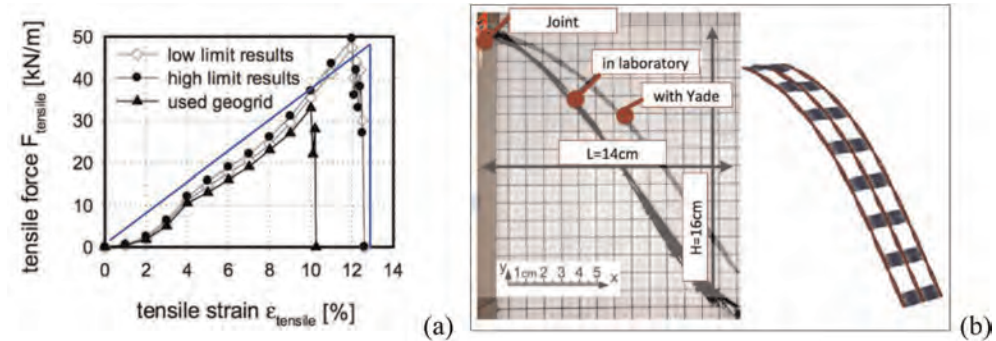 50
40
30
20
10
0
0 2 4 6 8 10 12 14
low limit results
high limit results
used geogrid
tensile force F_tensile [kN/m]
tensile strain ε_tensile [%]
(a)
Joint
in laboratory
with Yade
L=14cm
H=16cm
y
1cm 2 3 4 5
x
(b)